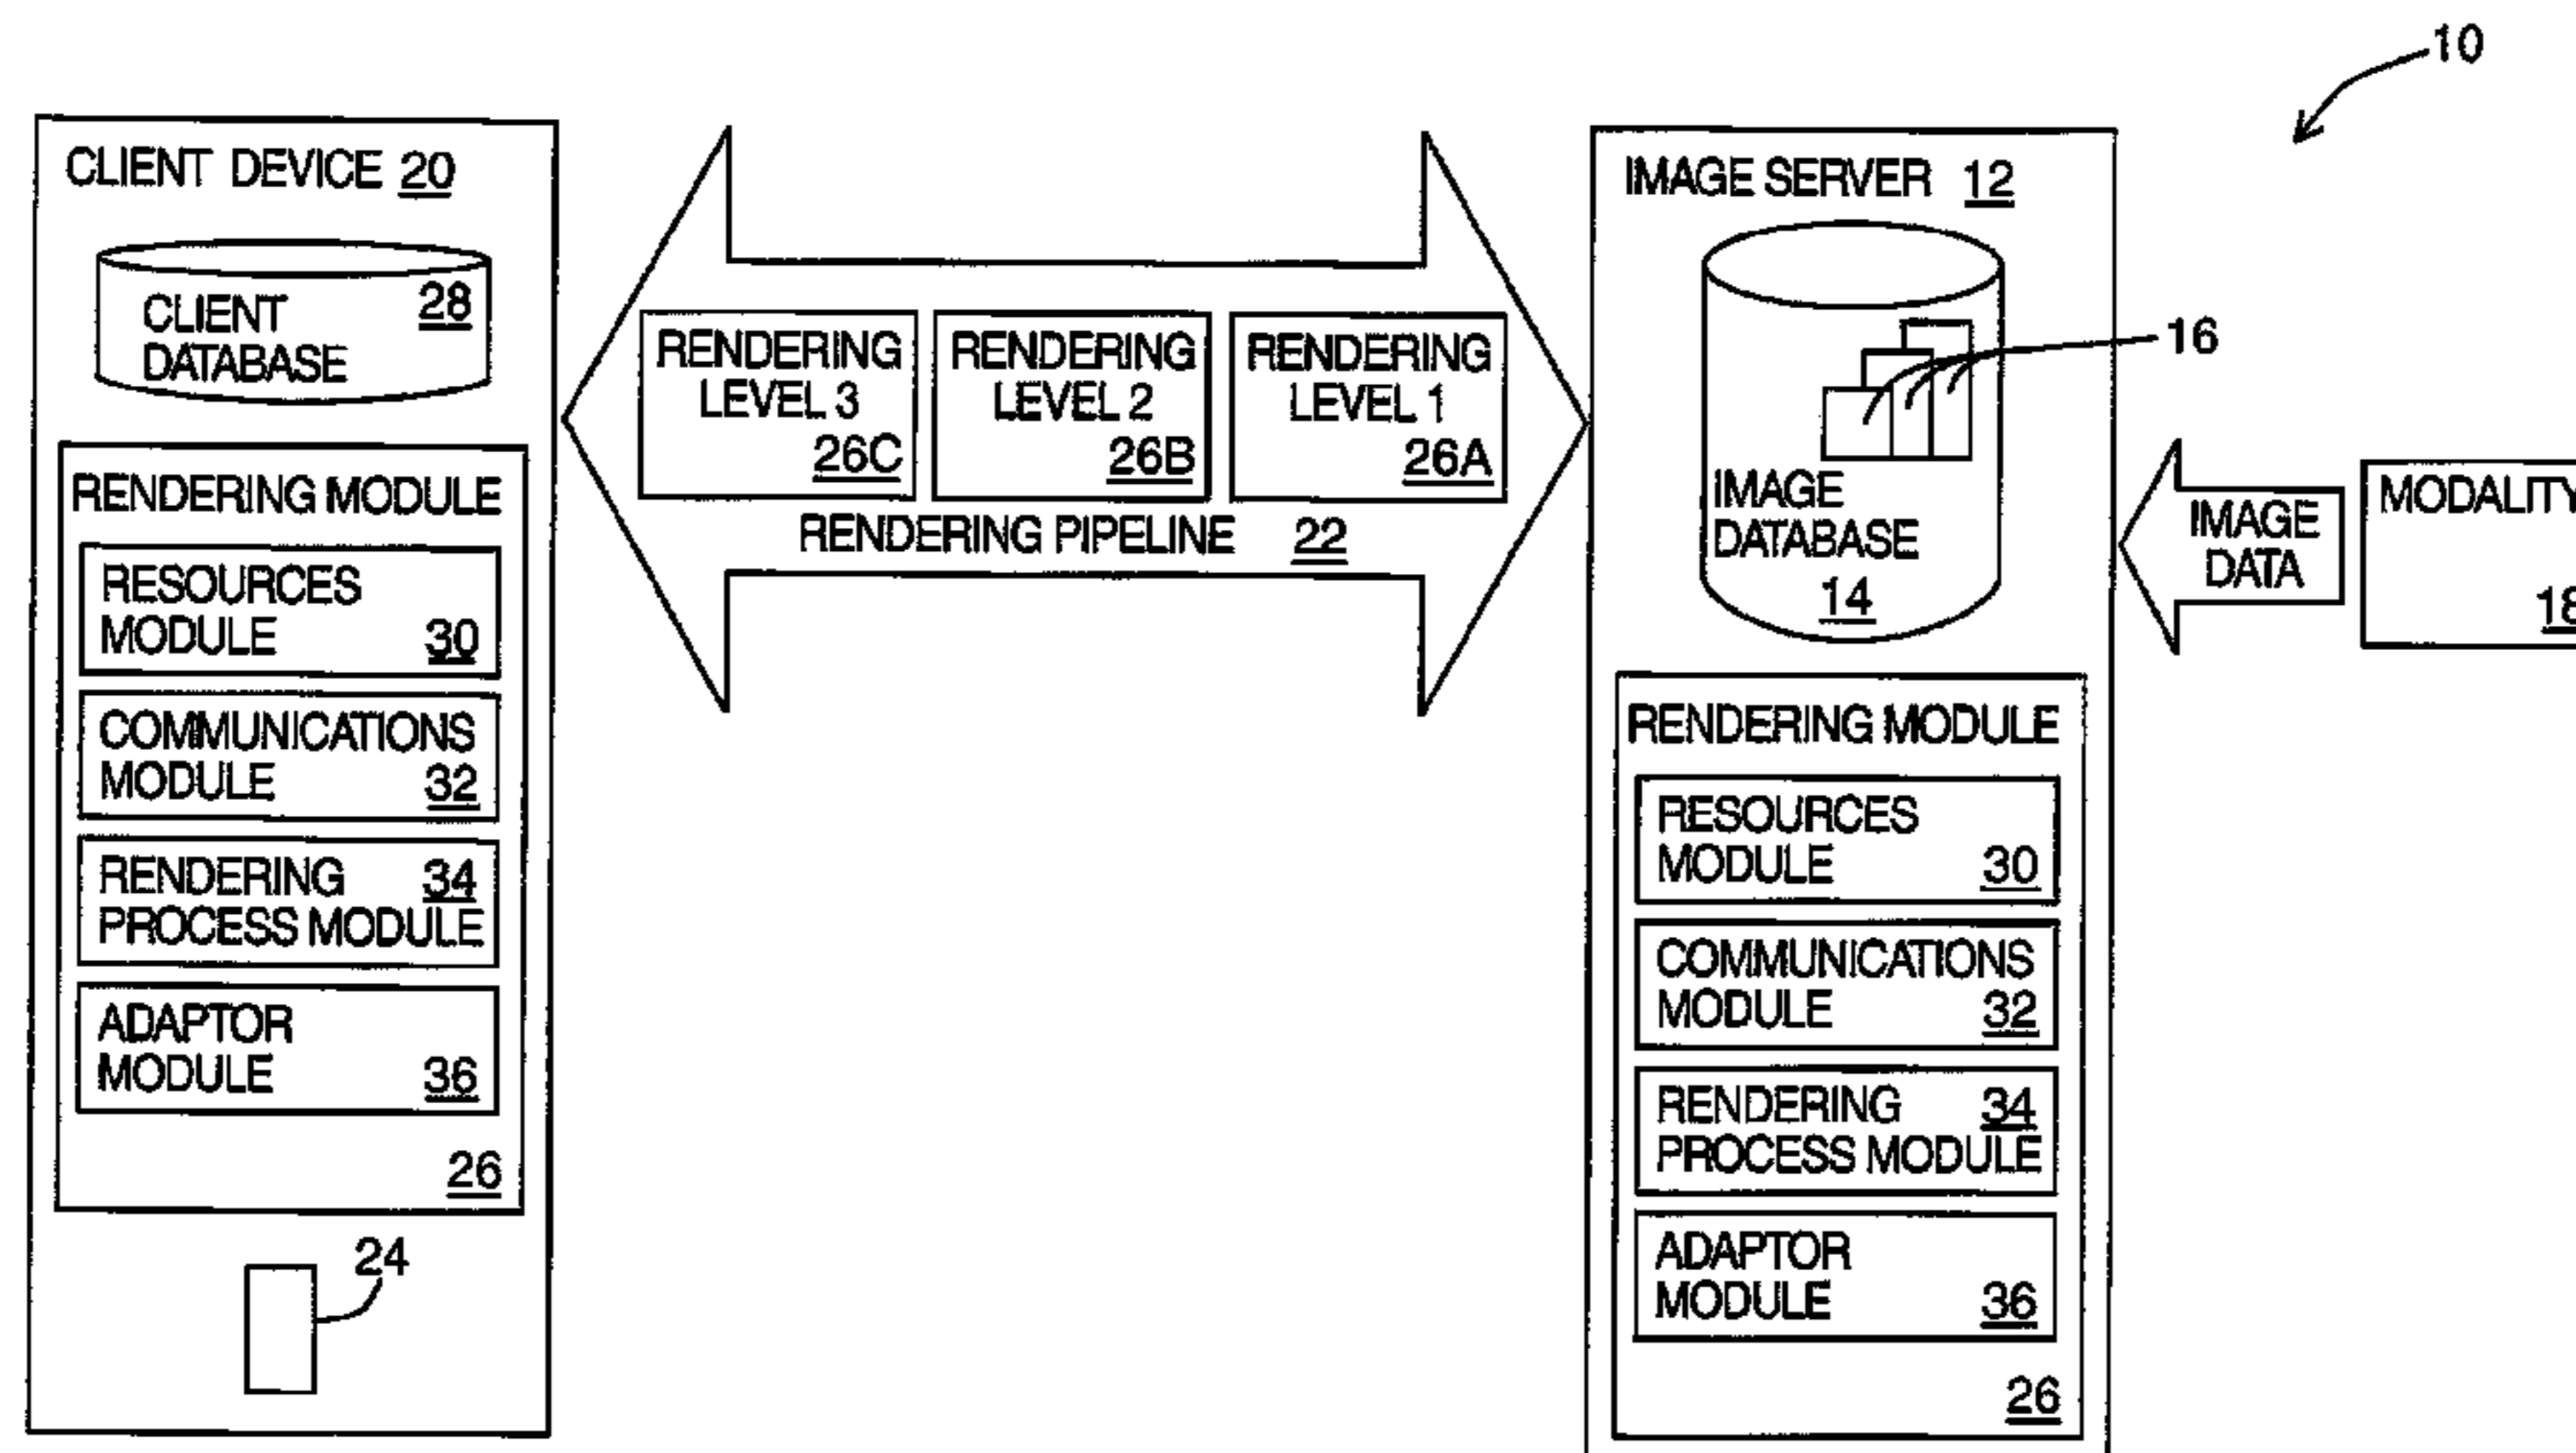 10
CLIENT DEVICE 20
CLIENT 28
DATABASE
RENDERING MODULE
RESOURCES
MODULE 30
COMMUNICATIONS
MODULE 32
RENDERING 34
PROCESS MODULE
ADAPTOR
MODULE 36
26
24
RENDERING
LEVEL 3
26C
RENDERING
LEVEL 2
26B
RENDERING
LEVEL 1
26A
RENDERING PIPELINE 22
IMAGE SERVER 12
16
IMAGE
DATABASE
14
RENDERING MODULE
RESOURCES
MODULE 30
COMMUNICATIONS
MODULE 32
RENDERING 34
PROCESS MODULE
ADAPTOR
MODULE 36
26
IMAGE
DATA
MODALITY
18